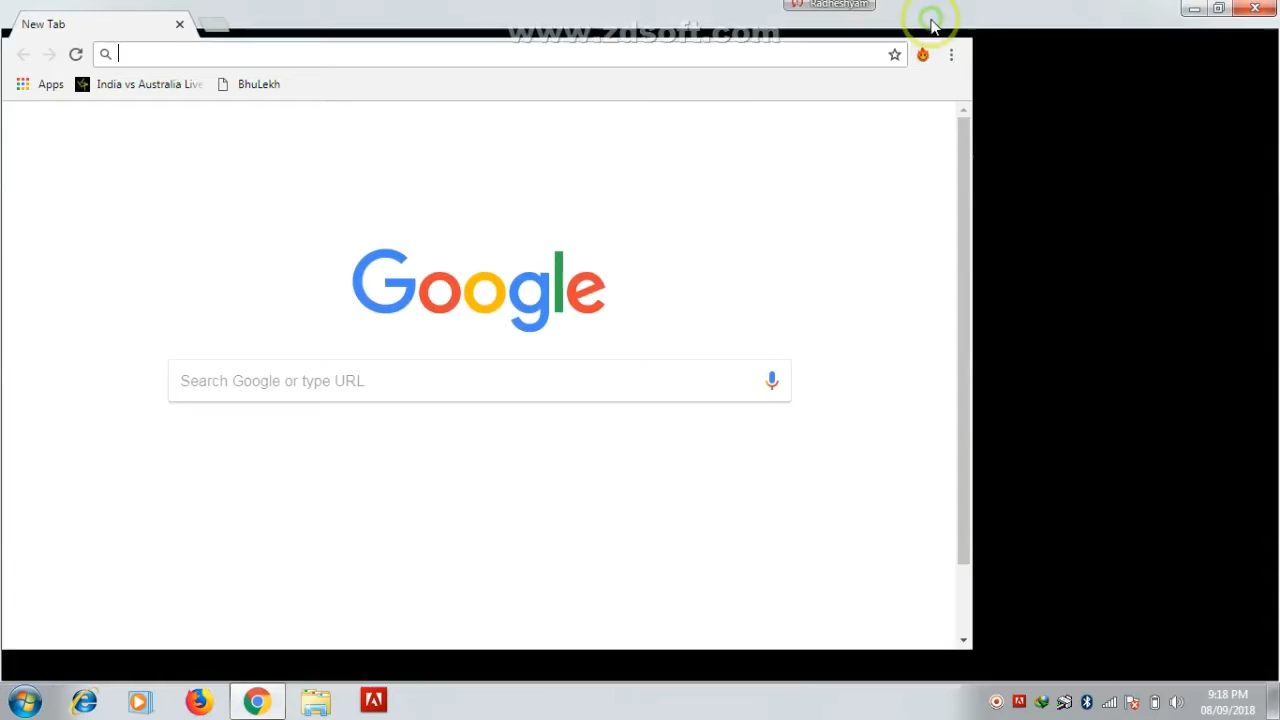 Radheshyam
New Tab
www.zdsoft.com
Apps
India vs Australia Live
BhuLekh
Google
Search Google or type URL
9:18 PM
08/09/2018